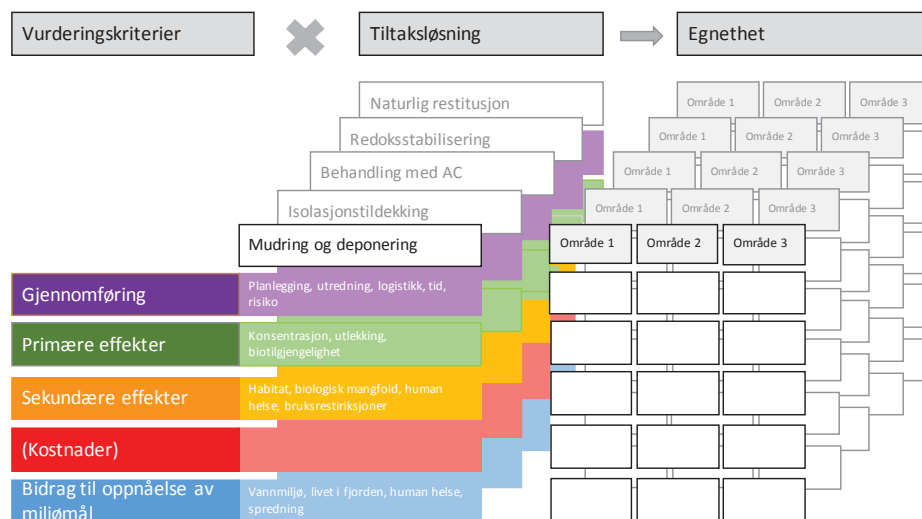 Vurderingskriterier
Tiltaksløsning
Egnethet
Naturlig restitusjon
Område 1
Område 2
Område 3
Redoksstabilisering
Område 1
Område 2
Område 3
Behandling med AC
Område 1
Område 2
Område 3
Isolasjonstildekking
Område 1
Område 2
Område 3
Mudring og deponering
Område 1
Område 2
Område 3
Gjennomføring
Planlegging, utredning, logistikk, tid,
risiko
Primære effekter
Konsentrasjon, utlekking,
biotilgjengelighet
Sekundære effekter
Habitat, biologisk mangfold, human
helse, bruksrestiriksjoner
(Kostnader)
Bidrag til oppnåelse av
miljømål
Vannmiljø, livet i fjorden, human helse,
spredning